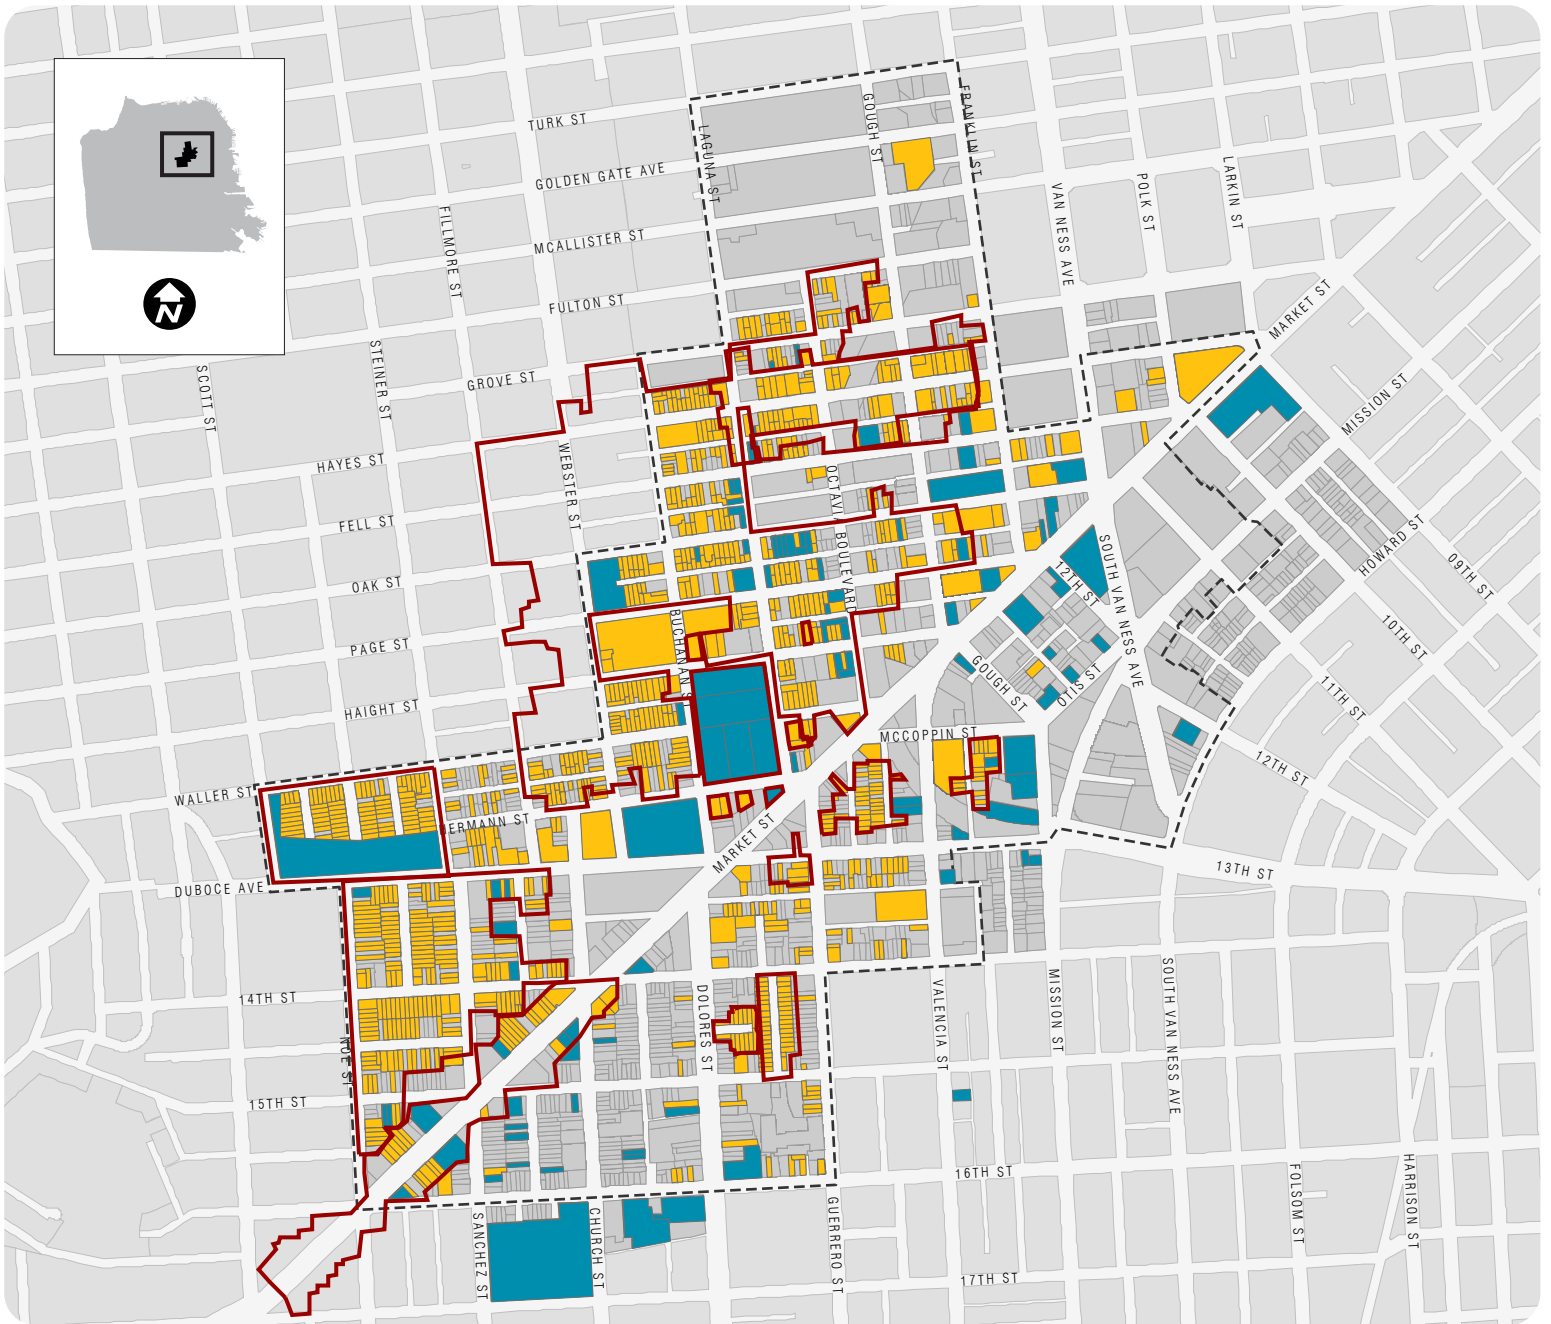 TURK ST
GOLDEN GATE AVE
MCALLISTER ST
FULTON ST
GROVE ST
HAYES ST
FELL ST
OAK ST
PAGE ST
HAIGHT ST
WALLER ST
HERMANN ST
DUBOCE AVE
14TH ST
15TH ST
16TH ST
17TH ST
SCOTT ST
STEINER ST
FILLMORE ST
WEBSTER ST
BUCHANAN S
LAGUNA ST
OCTAVIA BOULEVARD
GOUGH ST
FRANKLIN ST
VAN NESS AVE
POLK ST
LARKIN ST
MARKET ST
MISSION ST
HOWARD ST
09TH ST
10TH ST
11TH ST
12TH ST
12TH ST
SOUTH VAN NESS AVE
GOUGH ST
OTIS ST
MCCOPPIN ST
MARKET ST
13TH ST
NOE ST
SANCHEZ ST
CHURCH ST
DOLORES ST
GUERRERO ST
VALENCIA ST
MISSION ST
SOUTH VAN NESS AVE
FOLSOM ST
HARRISON ST
N